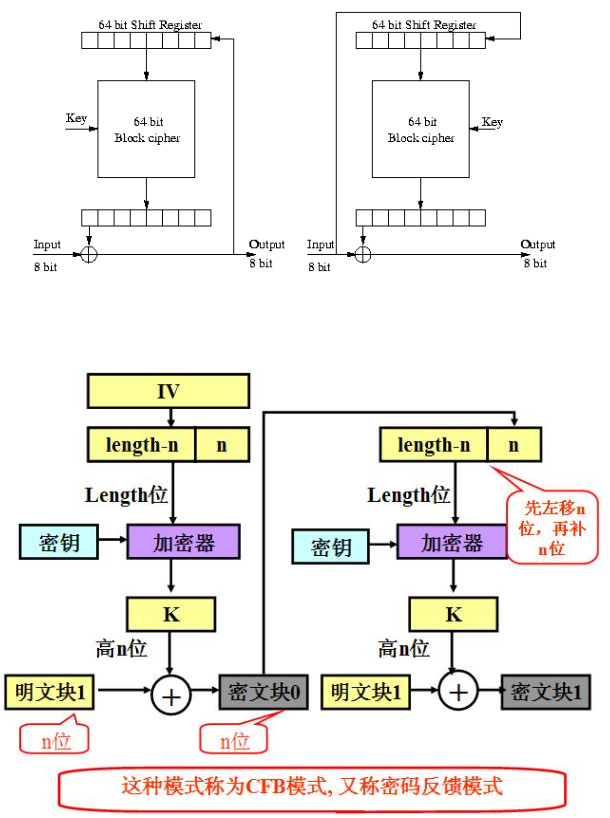 64 bit Shift Register
Key
64 bit
Block cipher
Input
8 bit
Output
8 bit
64 bit Shift Register
64 bit
Block cipher
Key
Input
8 bit
Output
8 bit
IV
length-n
n
Length位
密钥
加密器
K
高n位
明文块1
密文块0
n位
n位
length-n
n
先左移n
位，再补
n位
Length位
密钥
加密器
K
高n位
明文块1
密文块1
这种模式称为CFB模式, 又称密码反馈模式